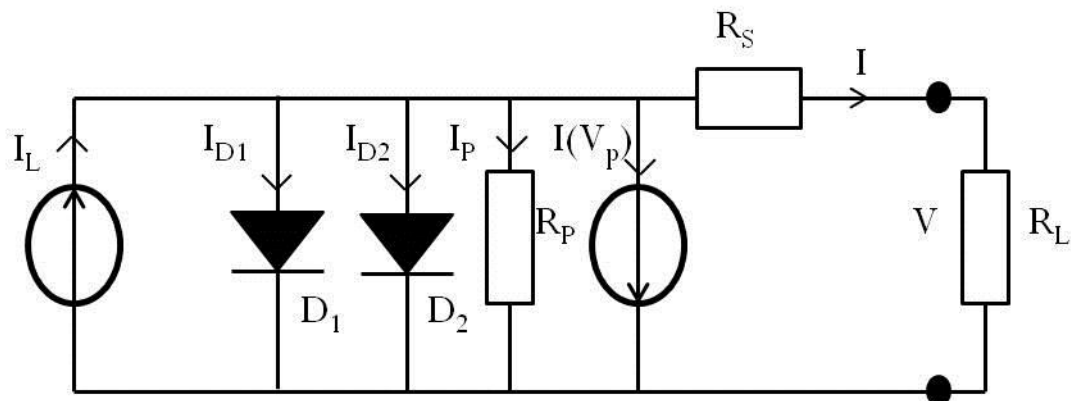 R_S
I
I_L
I_D1
I_D2
I_P
I(V_p)
R_P
V
R_L
D_1
D_2